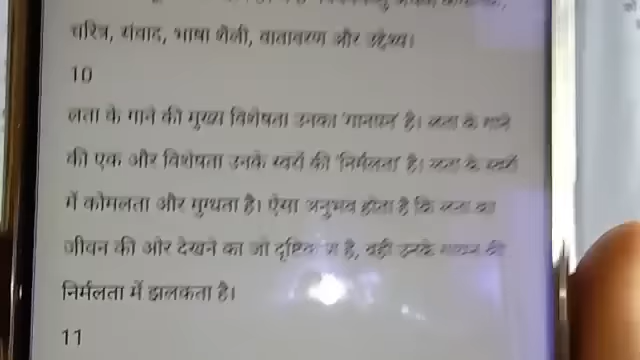 चरित्र, संवाद, भाषा शैली, वातावरण और उद्देश्य।
10
लता के गाने की मुख्य विशेषता उनका 'गानपन' है। लता के गाने
की एक और विशेषता उनके स्वरों की 'निर्मलता' है। लता के स्वरों
में कोमलता और मुग्धता है। ऐसा अनुभव होता है कि लता का
जीवन की ओर देखने का जो है, वही उनके गायन की
निर्मलता में झलकता है।
11